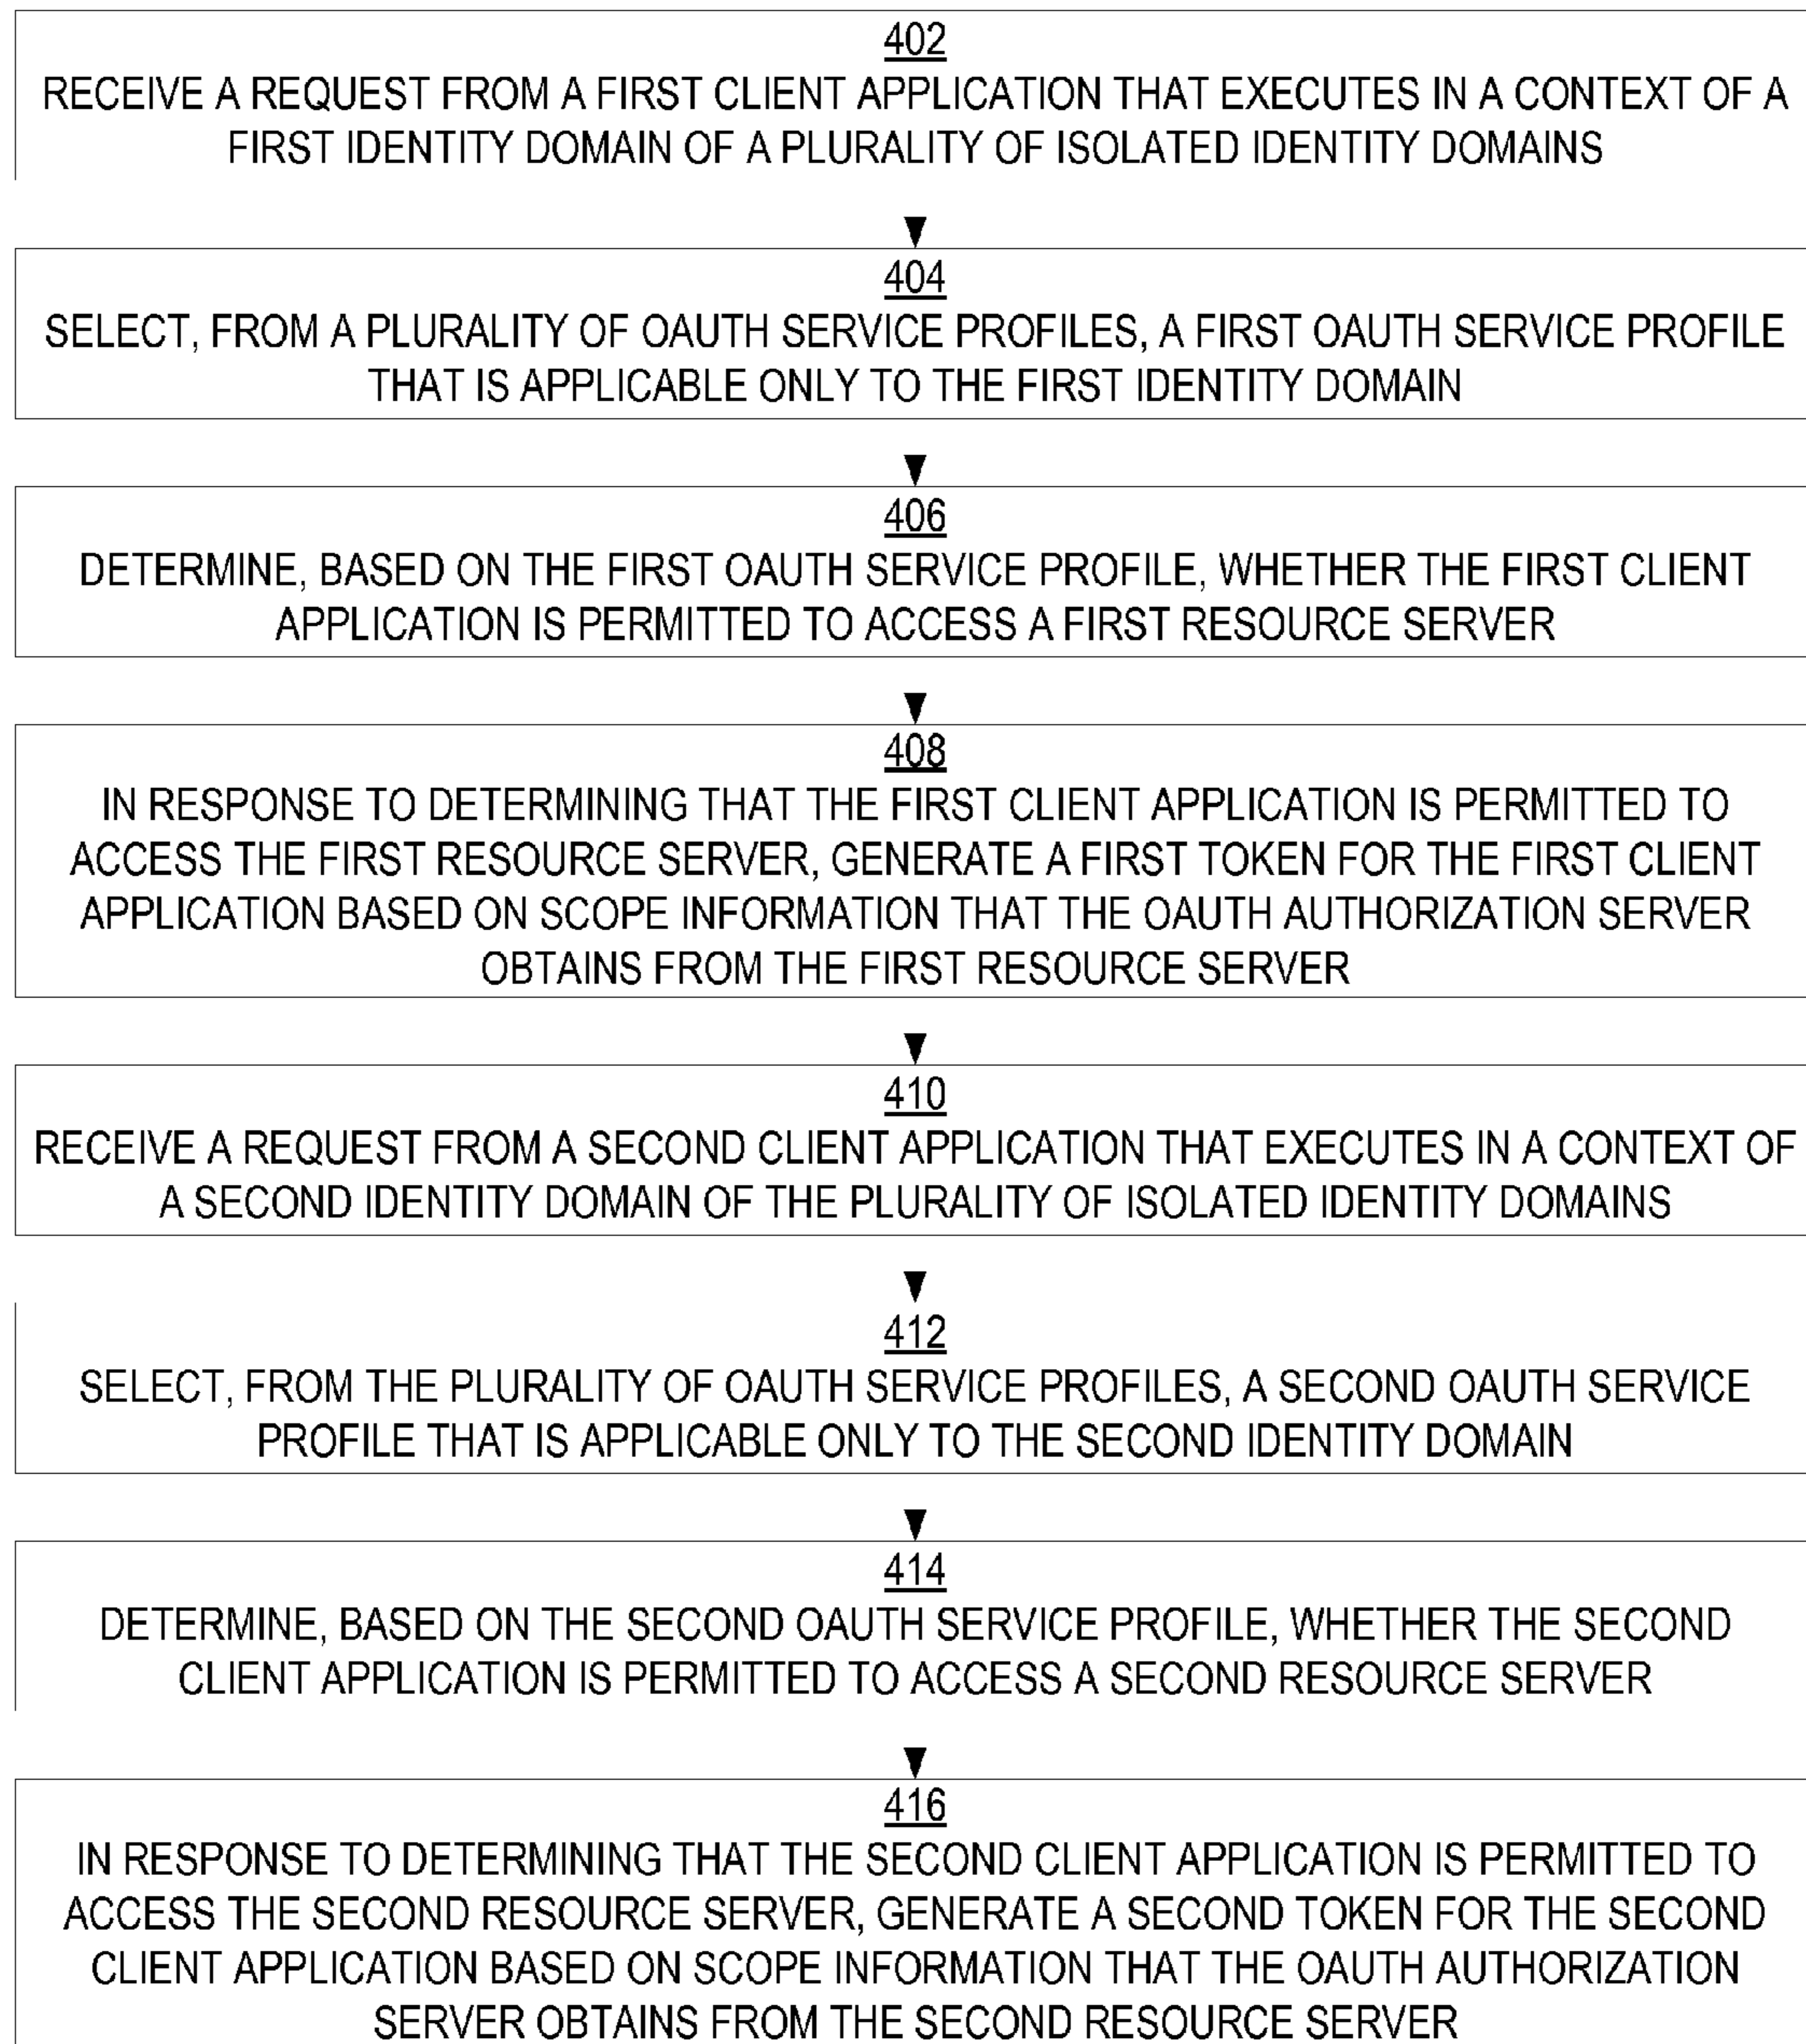 402
RECEIVE A REQUEST FROM A FIRST CLIENT APPLICATION THAT EXECUTES IN A CONTEXT OF A
FIRST IDENTITY DOMAIN OF A PLURALITY OF ISOLATED IDENTITY DOMAINS
404
SELECT, FROM A PLURALITY OF OAUTH SERVICE PROFILES, A FIRST OAUTH SERVICE PROFILE
THAT IS APPLICABLE ONLY TO THE FIRST IDENTITY DOMAIN
406
DETERMINE, BASED ON THE FIRST OAUTH SERVICE PROFILE, WHETHER THE FIRST CLIENT
APPLICATION IS PERMITTED TO ACCESS A FIRST RESOURCE SERVER
408
IN RESPONSE TO DETERMINING THAT THE FIRST CLIENT APPLICATION IS PERMITTED TO
ACCESS THE FIRST RESOURCE SERVER, GENERATE A FIRST TOKEN FOR THE FIRST CLIENT
APPLICATION BASED ON SCOPE INFORMATION THAT THE OAUTH AUTHORIZATION SERVER
OBTAINS FROM THE FIRST RESOURCE SERVER
410
RECEIVE A REQUEST FROM A SECOND CLIENT APPLICATION THAT EXECUTES IN A CONTEXT OF
A SECOND IDENTITY DOMAIN OF THE PLURALITY OF ISOLATED IDENTITY DOMAINS
412
SELECT, FROM THE PLURALITY OF OAUTH SERVICE PROFILES, A SECOND OAUTH SERVICE
PROFILE THAT IS APPLICABLE ONLY TO THE SECOND IDENTITY DOMAIN
414
DETERMINE, BASED ON THE SECOND OAUTH SERVICE PROFILE, WHETHER THE SECOND
CLIENT APPLICATION IS PERMITTED TO ACCESS A SECOND RESOURCE SERVER
416
IN RESPONSE TO DETERMINING THAT THE SECOND CLIENT APPLICATION IS PERMITTED TO
ACCESS THE SECOND RESOURCE SERVER, GENERATE A SECOND TOKEN FOR THE SECOND
CLIENT APPLICATION BASED ON SCOPE INFORMATION THAT THE OAUTH AUTHORIZATION
SERVER OBTAINS FROM THE SECOND RESOURCE SERVER